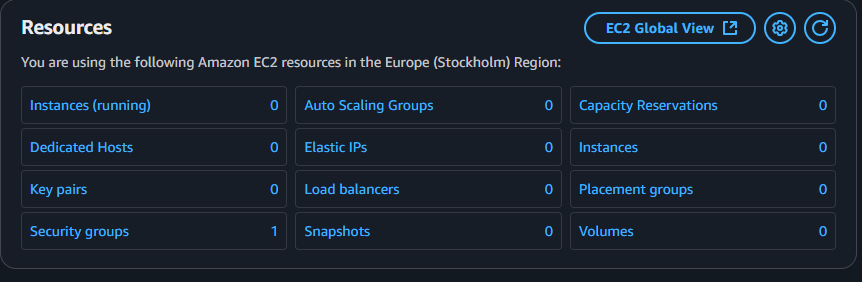 Resources
EC2 Global View
You are using the following Amazon EC2 resources in the Europe (Stockholm) Region:
Instances (running) 0
Auto Scaling Groups 0
Capacity Reservations 0
Dedicated Hosts 0
Elastic IPs 0
Instances 0
Key pairs 0
Load balancers 0
Placement groups 0
Security groups 1
Snapshots 0
Volumes 0